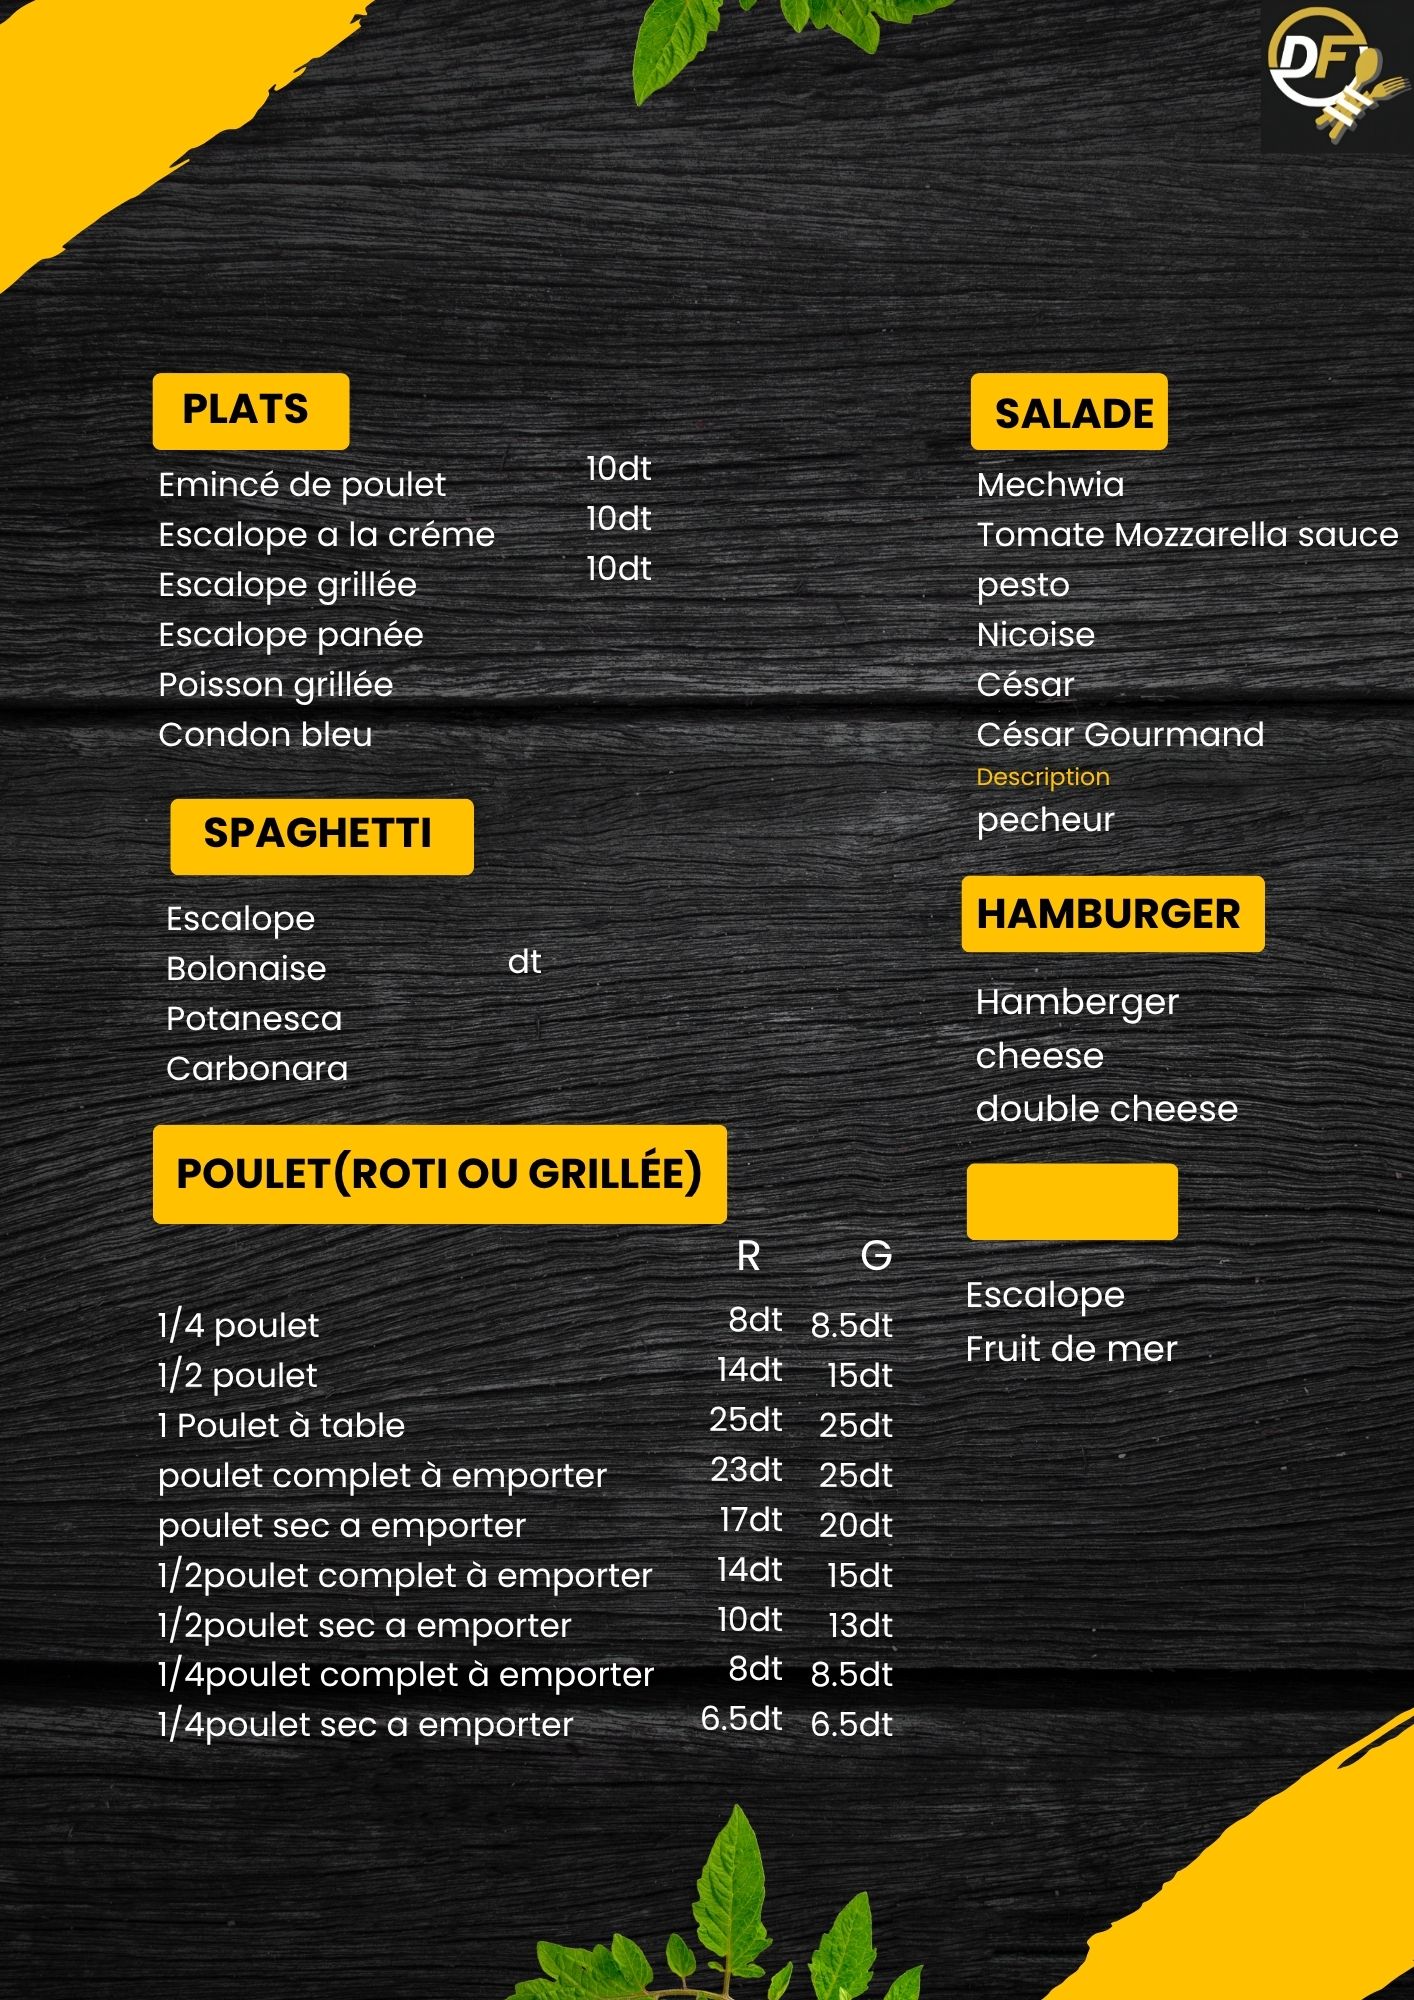 DF
PLATS
Emincé de poulet 10dt
Escalope a la créme 10dt
Escalope grillée 10dt
Escalope panée
Poisson grillée
Condon bleu
SPAGHETTI
Escalope
Bolonaise dt
Potanesca
Carbonara
POULET(ROTI OU GRILLÉE)
R G
1/4 poulet 8dt 8.5dt
1/2 poulet 14dt 15dt
1 Poulet à table 25dt 25dt
poulet complet à emporter 23dt 25dt
poulet sec a emporter 17dt 20dt
1/2poulet complet à emporter 14dt 15dt
1/2poulet sec a emporter 10dt 13dt
1/4poulet complet à emporter 8dt 8.5dt
1/4poulet sec a emporter 6.5dt 6.5dt
SALADE
Mechwia
Tomate Mozzarella sauce
pesto
Nicoise
César
César Gourmand
Description
pecheur
HAMBURGER
Hamberger
cheese
double cheese
Escalope
Fruit de mer